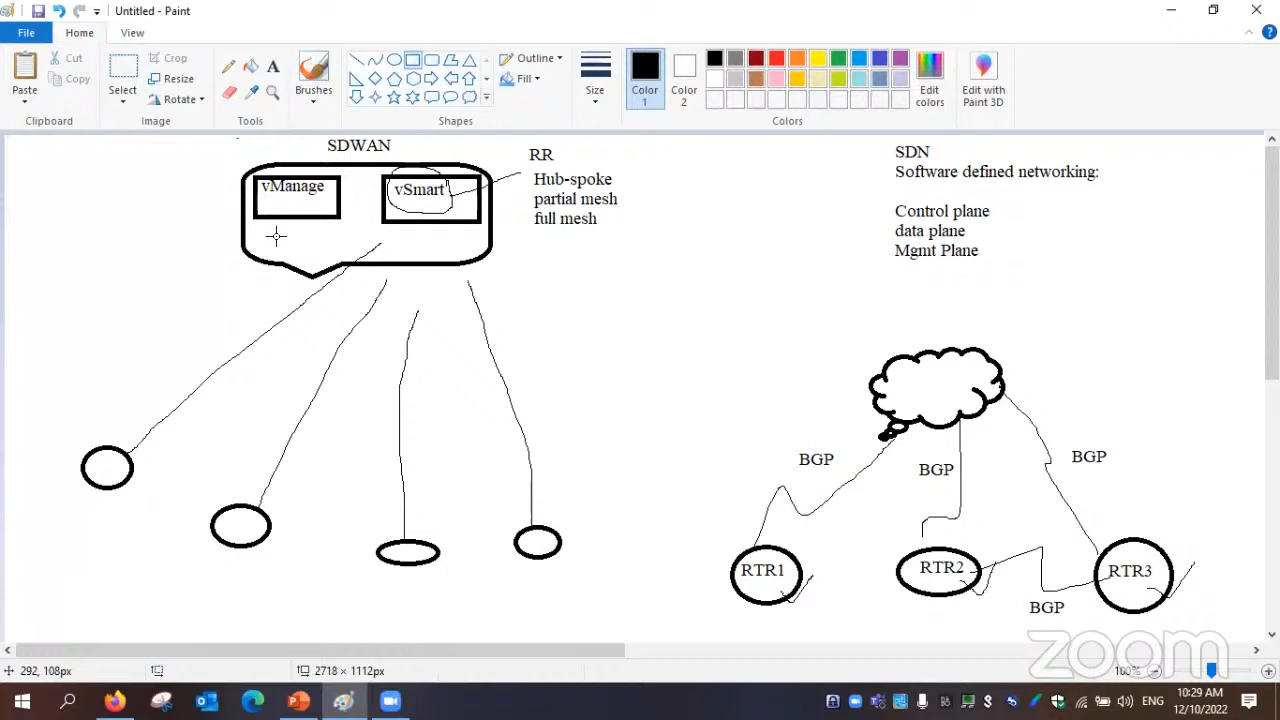 Untitled - Paint
File
Home
View
Paste
Cut
Copy
Clipboard
Select
Crop
Resize
Rotate
Image
A
Tools
Brushes
Outline
Fill
Shapes
Size
Color
1
Color
2
Edit
colors
Edit with
Paint 3D
Colors
SDWAN
vManage
vSmart
RR
Hub-spoke
partial mesh
full mesh
SDN
Software defined networking:
Control plane
data plane
Mgmt Plane
BGP
BGP
BGP
RTR1
RTR2
RTR3
BGP
zoom
292, 108px
2718 × 1112px
100%
ENG
10:29 AM
12/10/2022